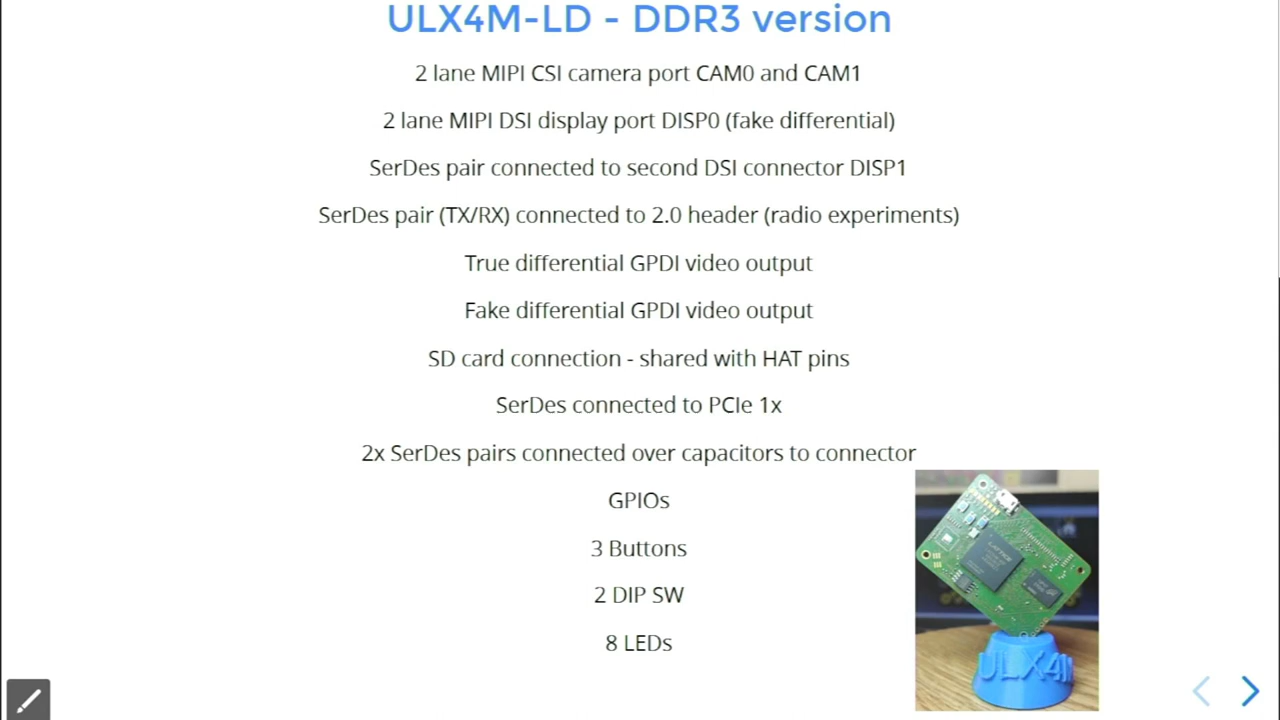 ULX4M-LD - DDR3 version
2 lane MIPI CSI camera port CAM0 and CAM1
2 lane MIPI DSI display port DISP0 (fake differential)
SerDes pair connected to second DSI connector DISP1
SerDes pair (TX/RX) connected to 2.0 header (radio experiments)
True differential GPDI video output
Fake differential GPDI video output
SD card connection - shared with HAT pins
SerDes connected to PCIe 1x
2x SerDes pairs connected over capacitors to connector
GPIOs
3 Buttons
2 DIP SW
8 LEDs
LATTICE
ULX4M